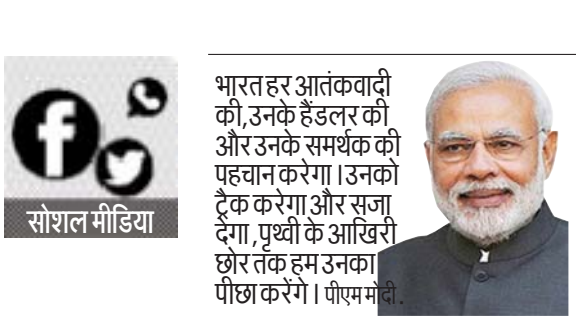 सोशल मीडिया
भारत हर आतंकवादी
की,उनके हैंडलर की
और उनके समर्थक की
पहचान करेगा ।उनको
ट्रैक करेगा और सजा
देगा ,पृथ्वी के आखिरी
छोर तक हम उनका
पीछा करेंगे । पीएम मोदी .